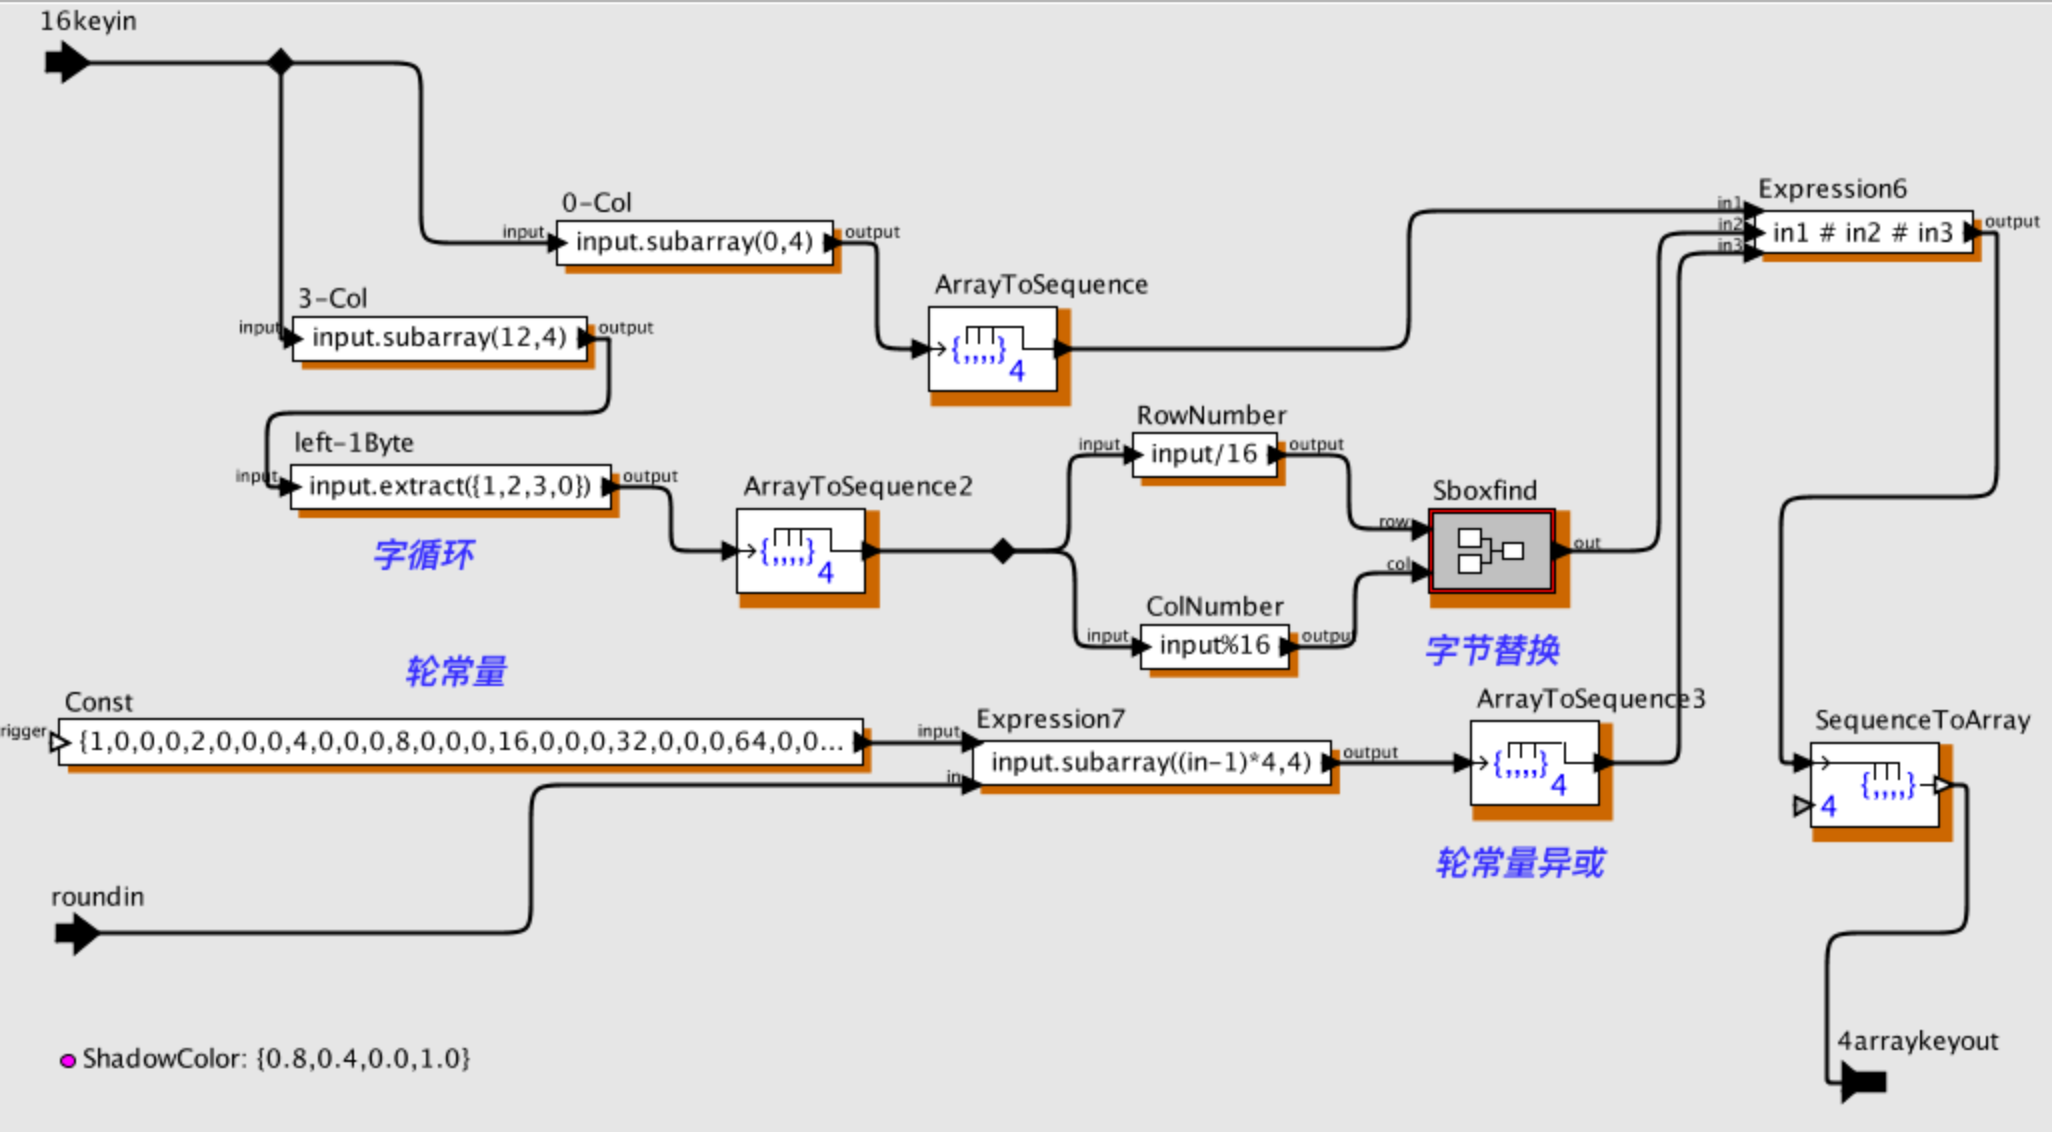 16keyin
0-Col
input
input.subarray(0,4)
output
3-Col
input
input.subarray(12,4)
output
ArrayToSequence
{,,,,}
4
Expression6
in1
in2
in3
in1 # in2 # in3
output
left-1Byte
input
input.extract({1,2,3,0})
output
字循环
ArrayToSequence2
{,,,,}
4
RowNumber
input
input/16
output
ColNumber
input
input%16
output
Sboxfind
row
col
out
字节替换
轮常量
Const
rigger
{1,0,0,0,2,0,0,0,4,0,0,0,8,0,0,0,16,0,0,0,32,0,0,0,64,0,0...
Expression7
input
in
input.subarray((in-1)*4,4)
output
ArrayToSequence3
{,,,,}
4
轮常量异或
SequenceToArray
{,,,,}
4
roundin
4arraykeyout
ShadowColor: {0.8,0.4,0.0,1.0}